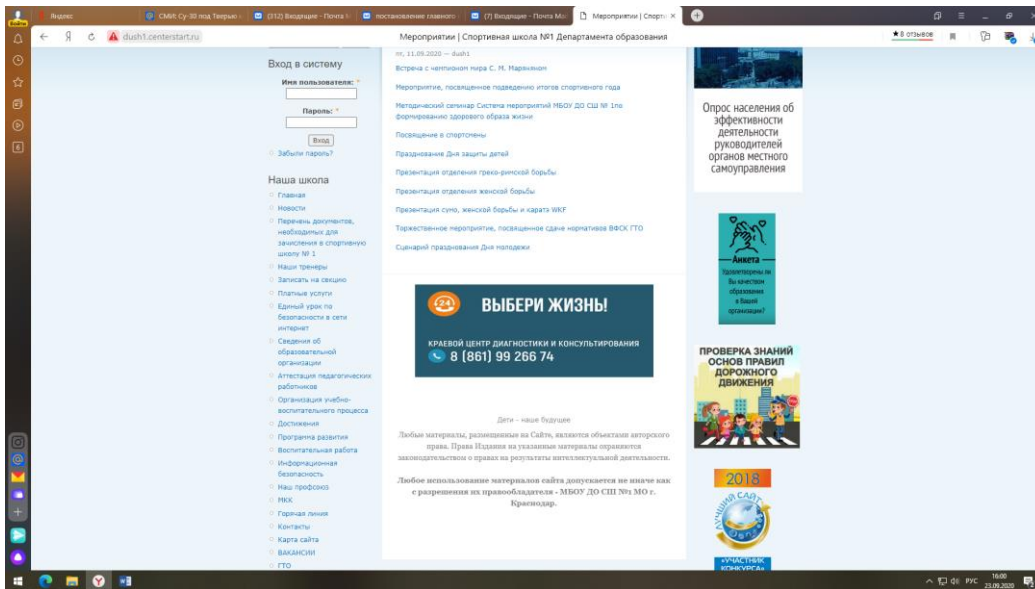 Войти
Яндекс
СМИ: Су-30 под Тверью
(312) Входящие - Почта М
постановление главного
(7) Входящие - Почта Ма
Мероприятия | Спорти
dush1.centerstart.ru
Мероприятия | Спортивная школа №1 Департамента образования
★ 8 отзывов
Вход в систему
Имя пользователя: *
Пароль: *
Вход
Забыли пароль?
Наша школа
Главная
Новости
Перечень документов,
необходимых для
зачисления в спортивную
школу № 1
Наши тренеры
Записать на секцию
Платные услуги
Единый урок по
безопасности в сети
интернет
Сведения об
образовательной
организации
Аттестация педагогических
работников
Организация учебно-
воспитательного процесса
Достижения
Программа развития
Воспитательная работа
Информационная
безопасность
Наш профсоюз
МКК
Горячая линия
Контакты
Карта сайта
ВАКАНСИИ
ГТО
пт, 11.09.2020 — dush1
Встреча с чемпионом мира С. М. Маряняном
Мероприятие, посвященное подведению итогов спортивного года
Методический семинар Система мероприятий МБОУ ДО СШ № 1по
формированию здорового образа жизни
Посвящение в спортсмены
Празднование Дня защиты детей
Презентация отделения греко-римской борьбы
Презентация отделения женской борьбы
Презентация сумо, женской борьбы и каратэ WKF
Торжественное мероприятие, посвященное сдаче нормативов ВФСК ГТО
Сценарий празднования Дня молодежи
24
ВЫБЕРИ ЖИЗНЬ!
КРАЕВОЙ ЦЕНТР ДИАГНОСТИКИ И КОНСУЛЬТИРОВАНИЯ
8 (861) 99 266 74
Дети - наше будущее
Любые материалы, размещенные на Сайте, являются объектами авторского
права. Права Издания на указанные материалы охраняются
законодательством о правах на результаты интеллектуальной деятельности.
Любое использование материалов сайта допускается не иначе как
с разрешения их правообладателя - МБОУ ДО СШ №1 МО г.
Краснодар.
Опрос населения об
эффективности
деятельности
руководителей
органов местного
самоуправления
Анкета
Удовлетворены ли
Вы качеством
образования
в Вашей
организации?
ПРОВЕРКА ЗНАНИЙ
ОСНОВ ПРАВИЛ
ДОРОЖНОГО
ДВИЖЕНИЯ
2018
ЛУЧШИЙ САЙТ
«УЧАСТНИК
КОНКУРСА»
РУС
16:00
23.09.2020